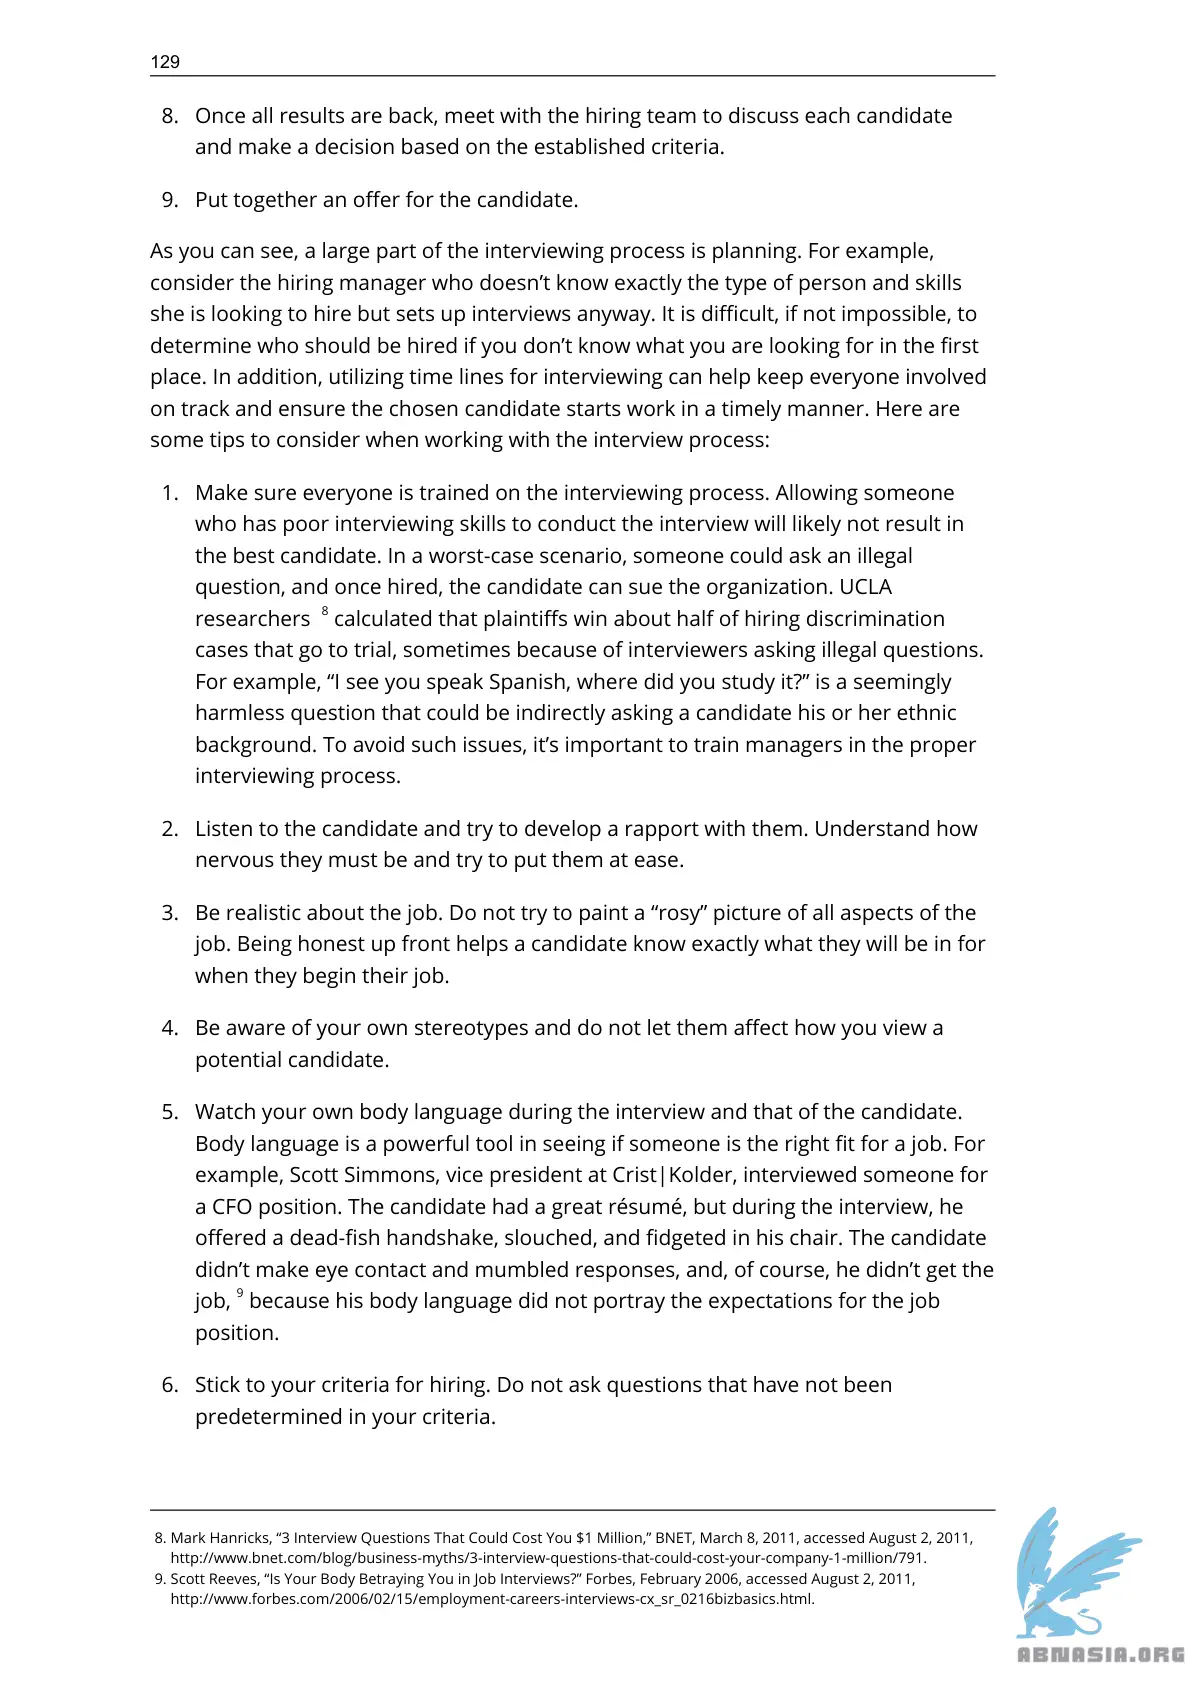 129
8. Once all results are back, meet with the hiring team to discuss each candidate
and make a decision based on the established criteria.
9. Put together an offer for the candidate.
As you can see, a large part of the interviewing process is planning. For example,
consider the hiring manager who doesn’t know exactly the type of person and skills
she is looking to hire but sets up interviews anyway. It is difficult, if not impossible, to
determine who should be hired if you don’t know what you are looking for in the first
place. In addition, utilizing time lines for interviewing can help keep everyone involved
on track and ensure the chosen candidate starts work in a timely manner. Here are
some tips to consider when working with the interview process:
1. Make sure everyone is trained on the interviewing process. Allowing someone
who has poor interviewing skills to conduct the interview will likely not result in
the best candidate. In a worst-case scenario, someone could ask an illegal
question, and once hired, the candidate can sue the organization. UCLA
researchers 8 calculated that plaintiffs win about half of hiring discrimination
cases that go to trial, sometimes because of interviewers asking illegal questions.
For example, “I see you speak Spanish, where did you study it?” is a seemingly
harmless question that could be indirectly asking a candidate his or her ethnic
background. To avoid such issues, it’s important to train managers in the proper
interviewing process.
2. Listen to the candidate and try to develop a rapport with them. Understand how
nervous they must be and try to put them at ease.
3. Be realistic about the job. Do not try to paint a “rosy” picture of all aspects of the
job. Being honest up front helps a candidate know exactly what they will be in for
when they begin their job.
4. Be aware of your own stereotypes and do not let them affect how you view a
potential candidate.
5. Watch your own body language during the interview and that of the candidate.
Body language is a powerful tool in seeing if someone is the right fit for a job. For
example, Scott Simmons, vice president at Crist|Kolder, interviewed someone for
a CFO position. The candidate had a great résumé, but during the interview, he
offered a dead-fish handshake, slouched, and fidgeted in his chair. The candidate
didn’t make eye contact and mumbled responses, and, of course, he didn’t get the
job, 9 because his body language did not portray the expectations for the job
position.
6. Stick to your criteria for hiring. Do not ask questions that have not been
predetermined in your criteria.
8. Mark Hanricks, “3 Interview Questions That Could Cost You $1 Million,” BNET, March 8, 2011, accessed August 2, 2011,
http://www.bnet.com/blog/business-myths/3-interview-questions-that-could-cost-your-company-1-million/791.
9. Scott Reeves, “Is Your Body Betraying You in Job Interviews?” Forbes, February 2006, accessed August 2, 2011,
http://www.forbes.com/2006/02/15/employment-careers-interviews-cx_sr_0216bizbasics.html.
ABNASIA.ORG